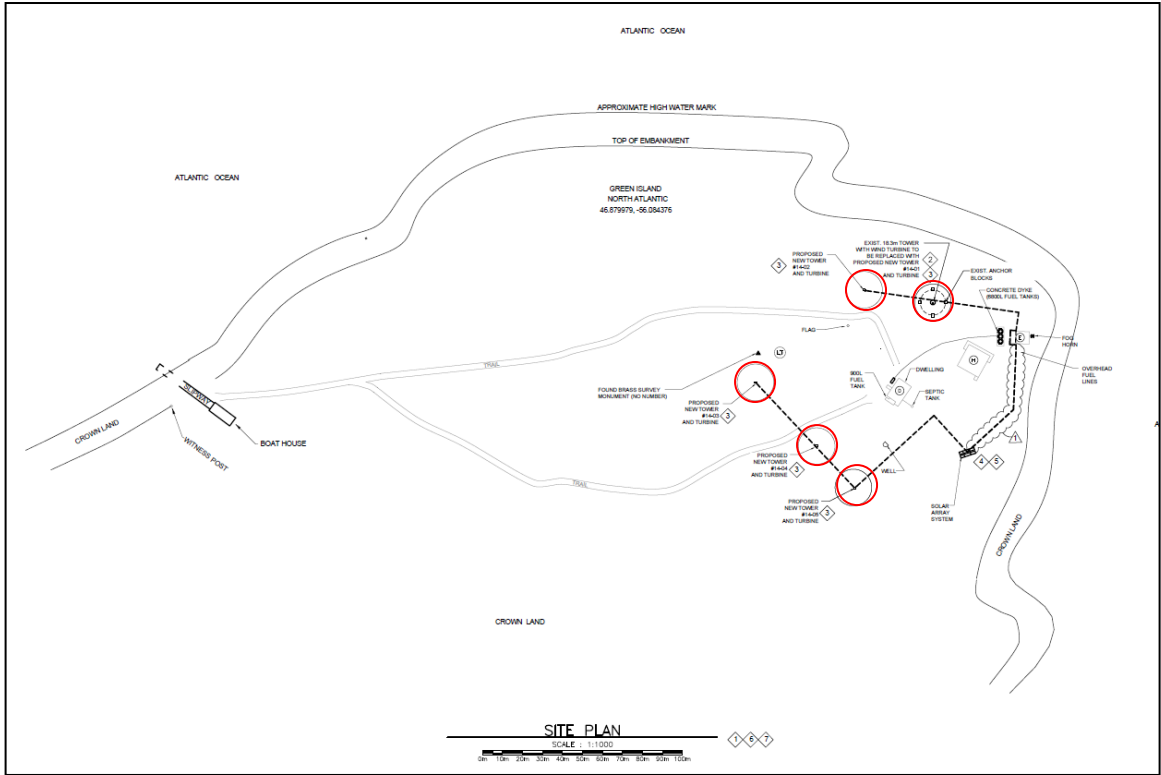 ATLANTIC OCEAN
APPROXIMATE HIGH WATER MARK
TOP OF EMBANKMENT
ATLANTIC OCEAN
GREEN ISLAND
NORTH ATLANTIC
46.879979, -56.084376
EXIST. 18.3m TOWER
WITH WIND TURBINE TO
BE REPLACED WITH
PROPOSED NEW TOWER
#14-01
AND TURBINE
2
3
PROPOSED
NEW TOWER
#14-02
AND TURBINE
3
EXIST. ANCHOR
BLOCKS
CONCRETE DYKE
FUEL TANKS)
FOG
HORN
E
H
OVERHEAD
FUEL
LINES
FLAG
LT
DWELLING
900L
FUEL
TANK
SEPTIC
TANK
TRAIL
FOUND BRASS SURVEY
MONUMENT (NO NUMBER)
PROPOSED
NEW TOWER
#14-03
AND TURBINE
3
SLIPWAY
BOAT HOUSE
CROWN LAND
WITNESS POST
PROPOSED
NEW TOWER
#14-04
AND TURBINE
3
WELL
1
4
5
TRAIL
PROPOSED
NEW TOWER
AND TURBINE
3
SOLAR
ARRAY
SYSTEM
CROWN LAND
A
CROWN LAND
SITE PLAN
SCALE : 1:1000
1
6
7
0m 10m 20m 30m 40m 50m 60m 70m 80m 90m 100m